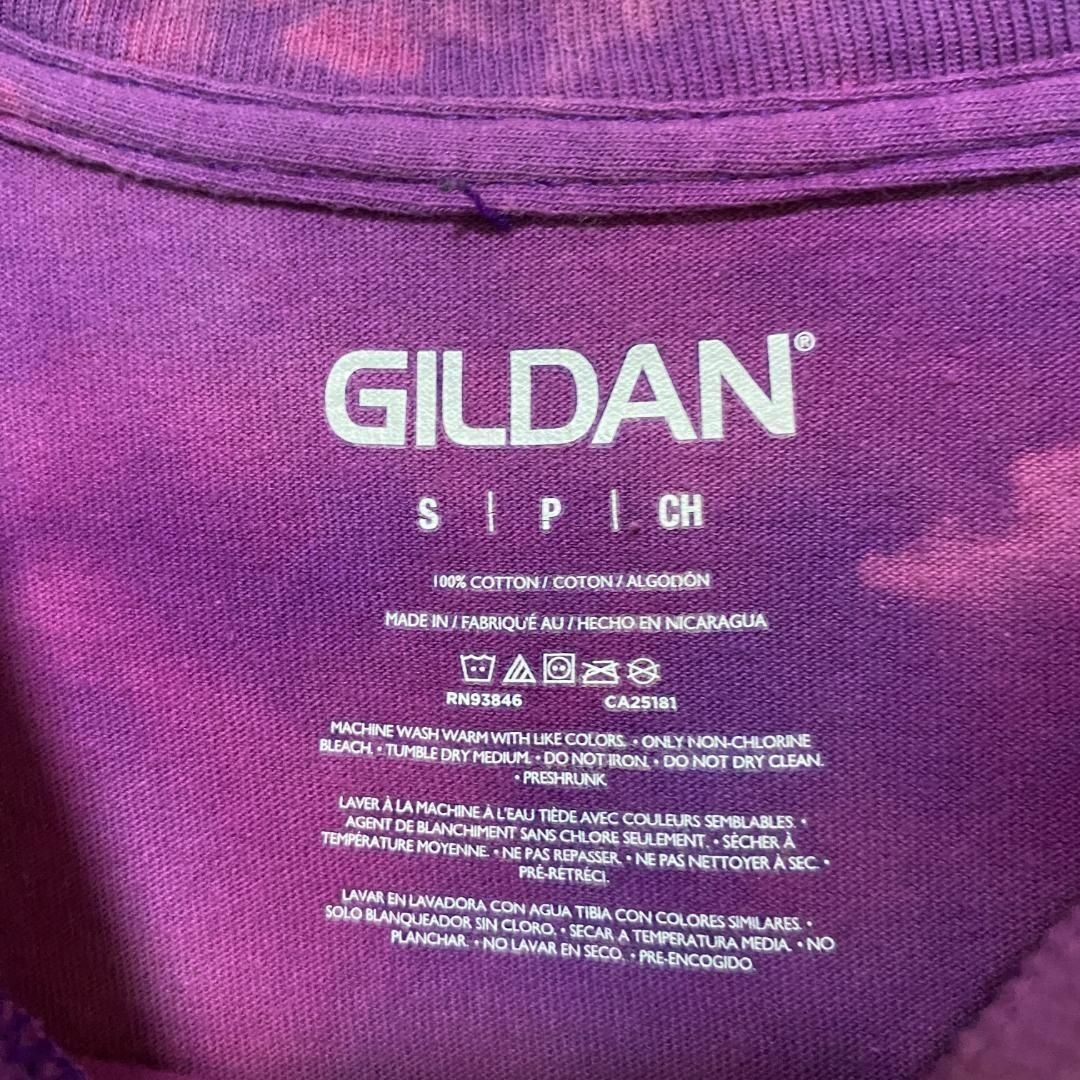 GILDAN®
S | P | CH
100% COTTON / COTON / ALGODÓN
MADE IN / FABRIQUÉ AU / HECHO EN NICARAGUA
RN93846 CA25181
MACHINE WASH WARM WITH LIKE COLORS. • ONLY NON-CHLORINE
BLEACH. • TUMBLE DRY MEDIUM. • DO NOT IRON. • DO NOT DRY CLEAN.
• PRESHRUNK
LAVER À LA MACHINE À L'EAU TIÈDE AVEC COULEURS SEMBLABLES. •
AGENT DE BLANCHIMENT SANS CHLORE SEULEMENT. • SÉCHER À
TEMPÉRATURE MOYENNE. • NE PAS REPASSER. • NE PAS NETTOYER À SEC. •
PRÉ-RÉTRÉCI.
LAVAR EN LAVADORA CON AGUA TIBIA CON COLORES SIMILARES. •
SOLO BLANQUEADOR SIN CLORO. • SECAR A TEMPERATURA MEDIA. • NO
PLANCHAR. • NO LAVAR EN SECO. • PRE-ENCOGIDO.